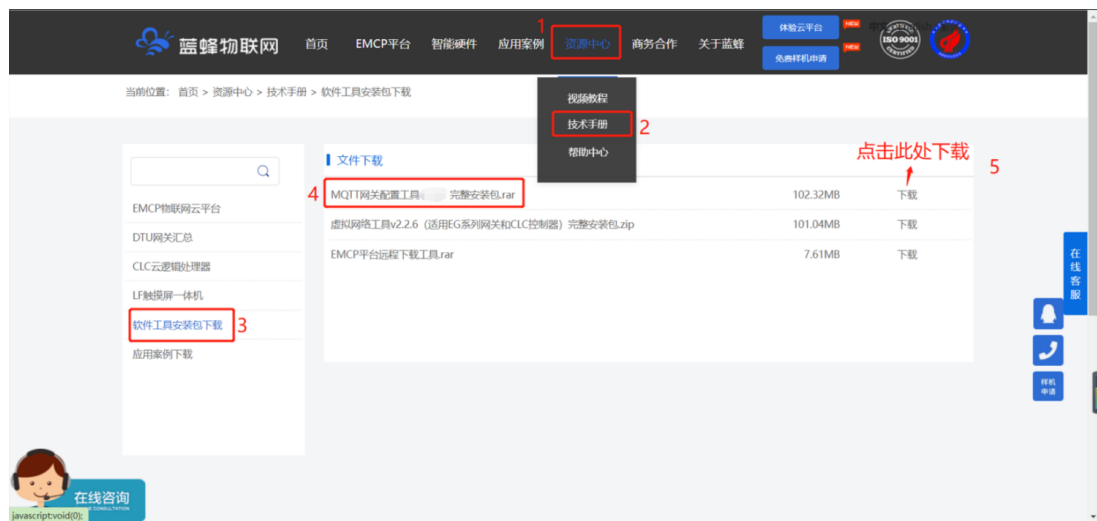 1
蓝蜂物联网
首页 EMCP平台 智能硬件 应用案例 资源中心 商务合作 关于蓝蜂
体验云平台 NEW
免费样机申请 NEW
ISO 9001
当前位置： 首页 > 资源中心 > 技术手册 > 软件工具安装包下载
视频教程
技术手册 2
帮助中心
文件下载
点击此处下载 5
4 MQTT网关配置工具 完整安装包.rar 102.32MB 下载
虚拟网络工具v2.2.6（适用EG系列网关和CLC控制器）完整安装包.zip 101.04MB 下载
EMCP平台远程下载工具.rar 7.61MB 下载
EMCP物联网云平台
DTU网关汇总
CLC云逻辑处理器
LF触摸屏一体机
软件工具安装包下载 3
应用案例下载
在线客服
样机
申请
在线咨询
javascript:void(0);